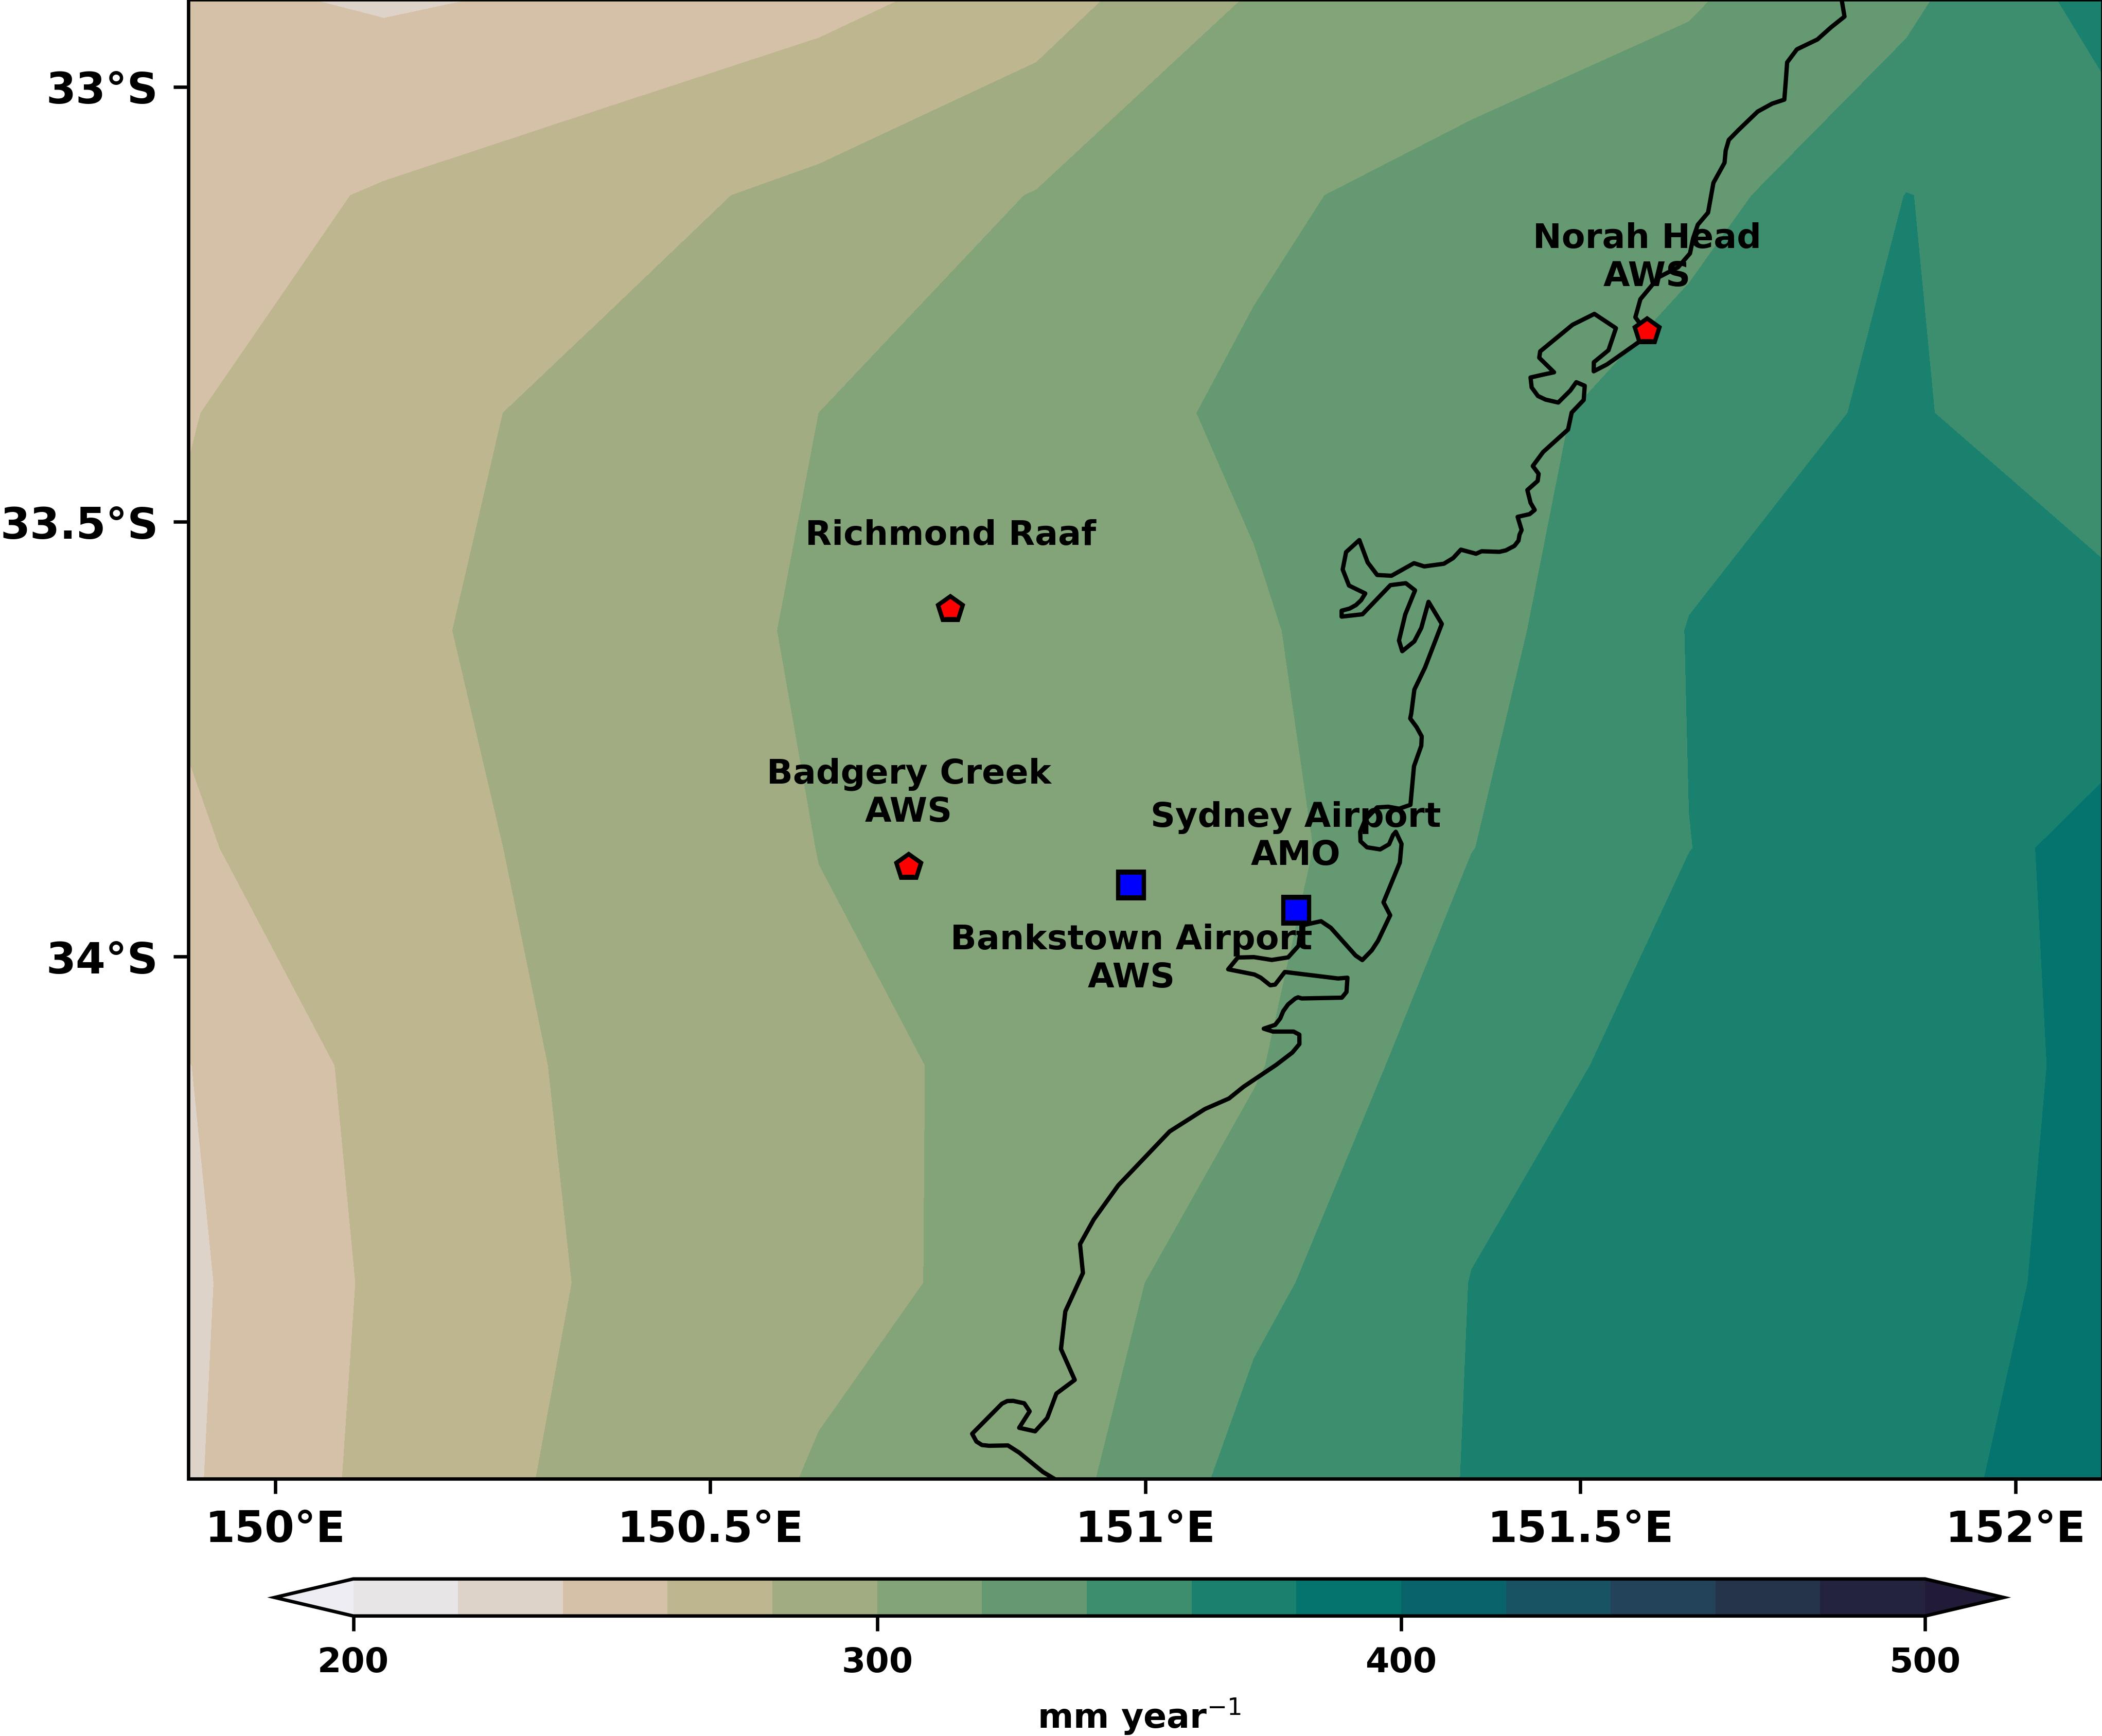 33°S
Norah Head
AWS
33.5°S
Richmond Raaf
Badgery Creek
AWS
Sydney Airport
AMO
Bankstown Airport
AWS
34°S
150°E 150.5°E 151°E 151.5°E 152°E
200 300 400 500
mm year⁻¹